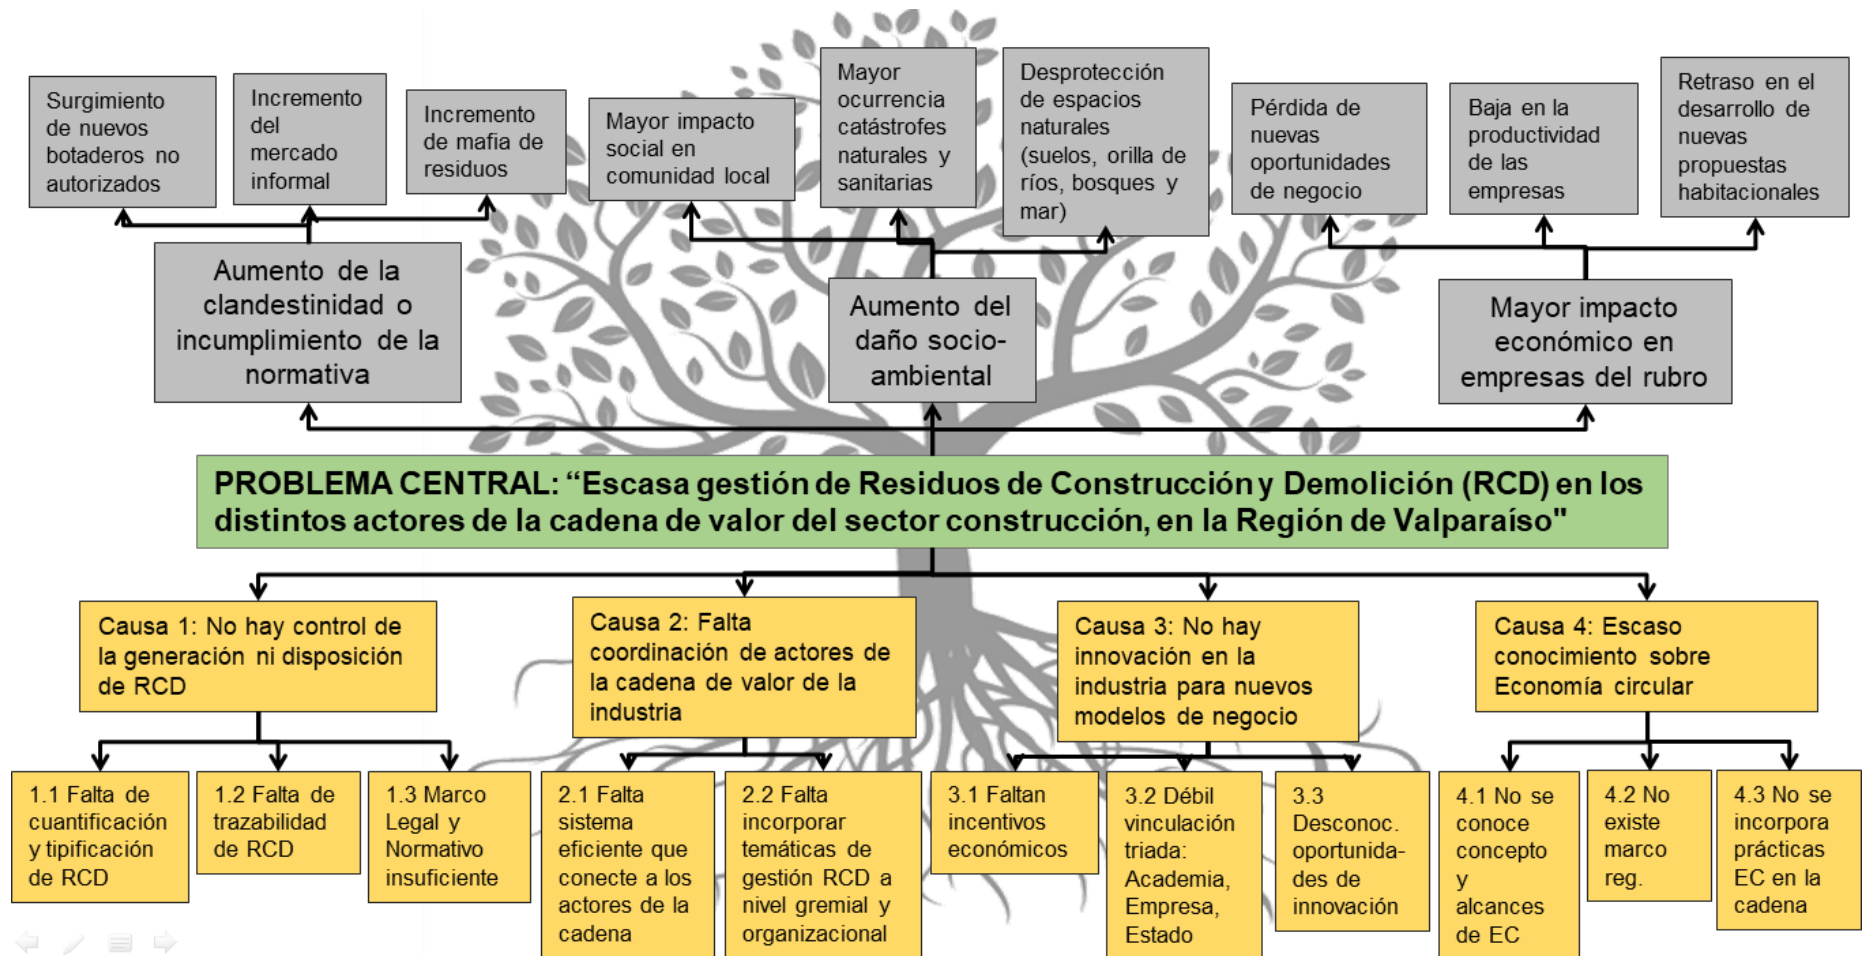 Surgimiento
de nuevos
botaderos no
autorizados
Incremento
del
mercado
informal
Incremento
de mafia de
residuos
Mayor impacto
social en
comunidad local
Mayor
ocurrencia
catástrofes
naturales y
sanitarias
Desprotección
de espacios
naturales
(suelos, orilla de
ríos, bosques y
mar)
Pérdida de
nuevas
oportunidades
de negocio
Baja en la
productividad
de las
empresas
Retraso en el
desarrollo de
nuevas
propuestas
habitacionales
Aumento de la
clandestinidad o
incumplimiento de la
normativa
Aumento del
daño socio-
ambiental
Mayor impacto
económico en
empresas del rubro
PROBLEMA CENTRAL: “Escasa gestión de Residuos de Construcción y Demolición (RCD) en los
distintos actores de la cadena de valor del sector construcción, en la Región de Valparaíso"
Causa 1: No hay control de
la generación ni disposición
de RCD
Causa 2: Falta
coordinación de actores de
la cadena de valor de la
industria
Causa 3: No hay
innovación en la
industria para nuevos
modelos de negocio
Causa 4: Escaso
conocimiento sobre
Economía circular
1.1 Falta de
cuantificación
y tipificación
de RCD
1.2 Falta de
trazabilidad
de RCD
1.3 Marco
Legal y
Normativo
insuficiente
2.1 Falta
sistema
eficiente que
conecte a los
actores de la
cadena
2.2 Falta
incorporar
temáticas de
gestión RCD a
nivel gremial y
organizacional
3.1 Faltan
incentivos
económicos
3.2 Débil
vinculación
triada:
Academia,
Empresa,
Estado
3.3
Desconoc.
oportunida-
des de
innovación
4.1 No se
conoce
concepto
y
alcances
de EC
4.2 No
existe
marco
reg.
4.3 No se
incorpora
prácticas
EC en la
cadena